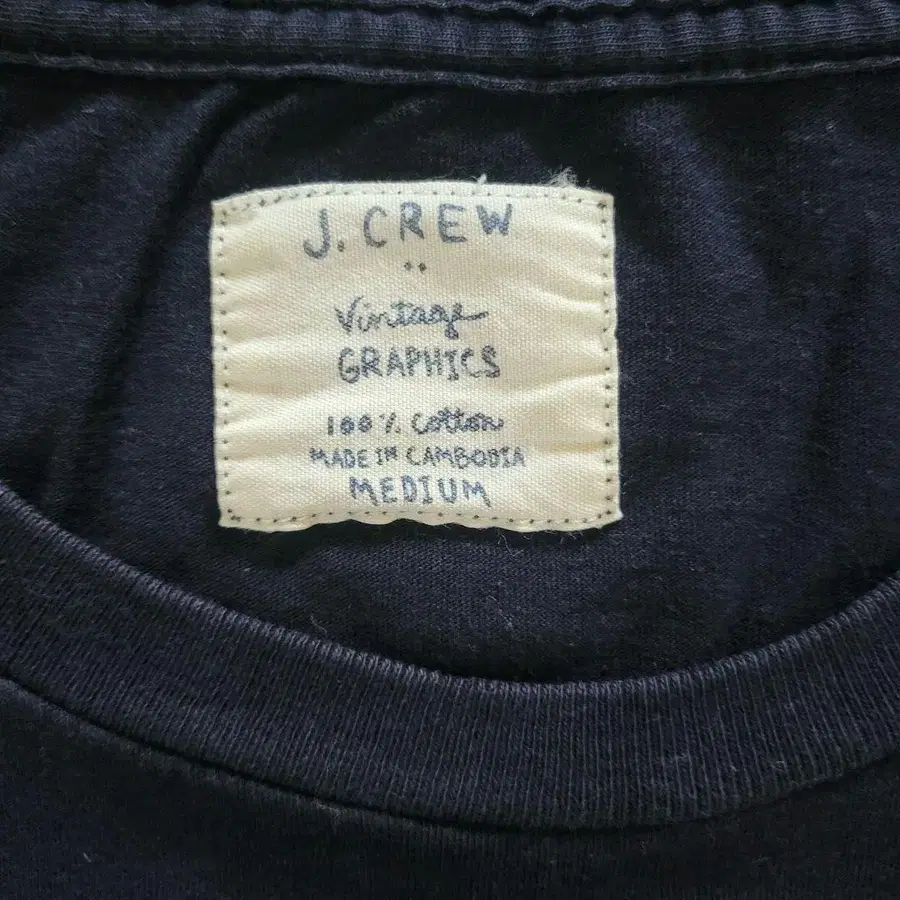 J. CREW
Vintage
GRAPHICS
100% cotton
MADE IN CAMBODIA
MEDIUM